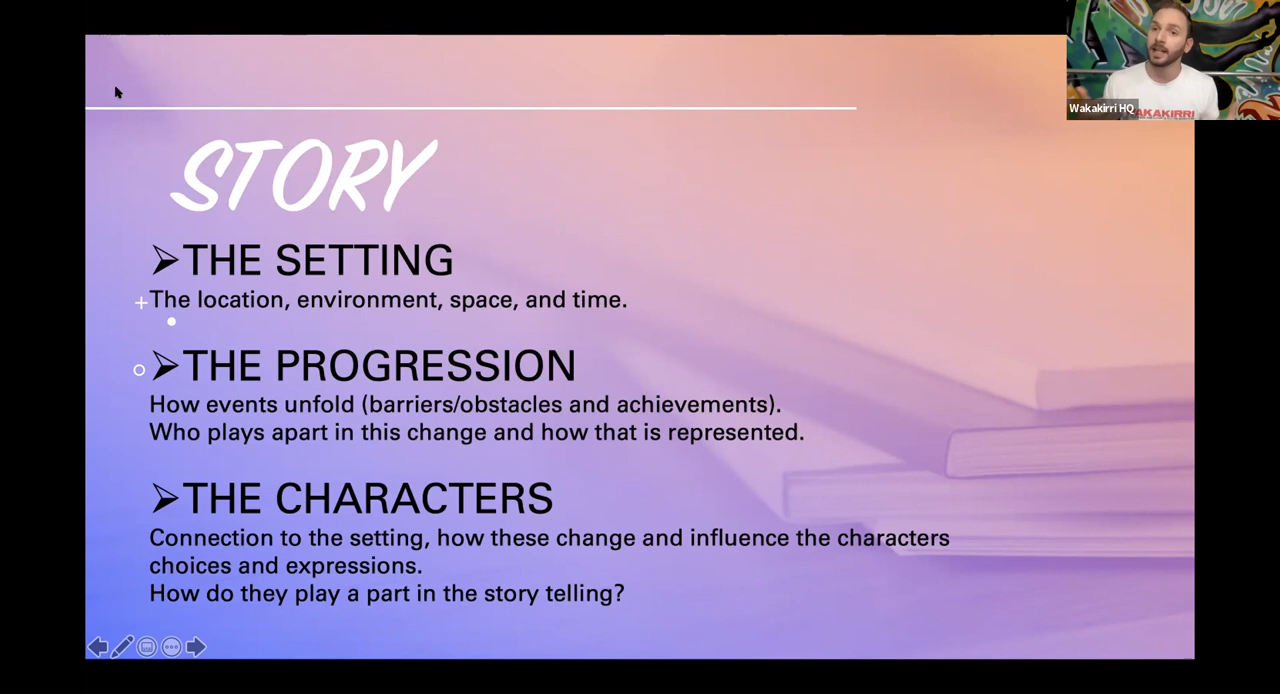 Wakakirri HQ
AKAKIRRI
STORY
➢THE SETTING
The location, environment, space, and time.
➢THE PROGRESSION
How events unfold (barriers/obstacles and achievements).
Who plays apart in this change and how that is represented.
➢THE CHARACTERS
Connection to the setting, how these change and influence the characters
choices and expressions.
How do they play a part in the story telling?